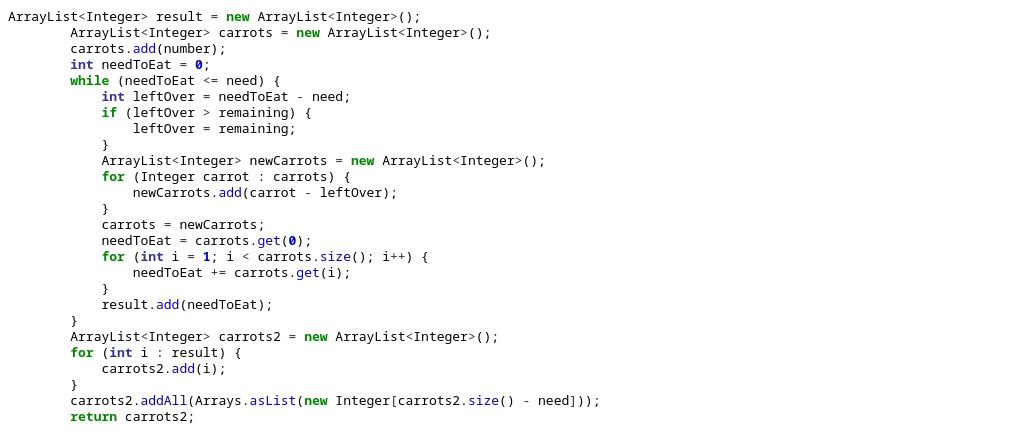 ArrayList<Integer> result = new ArrayList<Integer>();
        ArrayList<Integer> carrots = new ArrayList<Integer>();
        carrots.add(number);
        int needToEat = 0;
        while (needToEat <= need) {
            int leftOver = needToEat - need;
            if (leftOver > remaining) {
                leftOver = remaining;
            }
            ArrayList<Integer> newCarrots = new ArrayList<Integer>();
            for (Integer carrot : carrots) {
                newCarrots.add(carrot - leftOver);
            }
            carrots = newCarrots;
            needToEat = carrots.get(0);
            for (int i = 1; i < carrots.size(); i++) {
                needToEat += carrots.get(i);
            }
            result.add(needToEat);
        }
        ArrayList<Integer> carrots2 = new ArrayList<Integer>();
        for (int i : result) {
            carrots2.add(i);
        }
        carrots2.addAll(Arrays.asList(new Integer[carrots2.size() - need]));
        return carrots2;